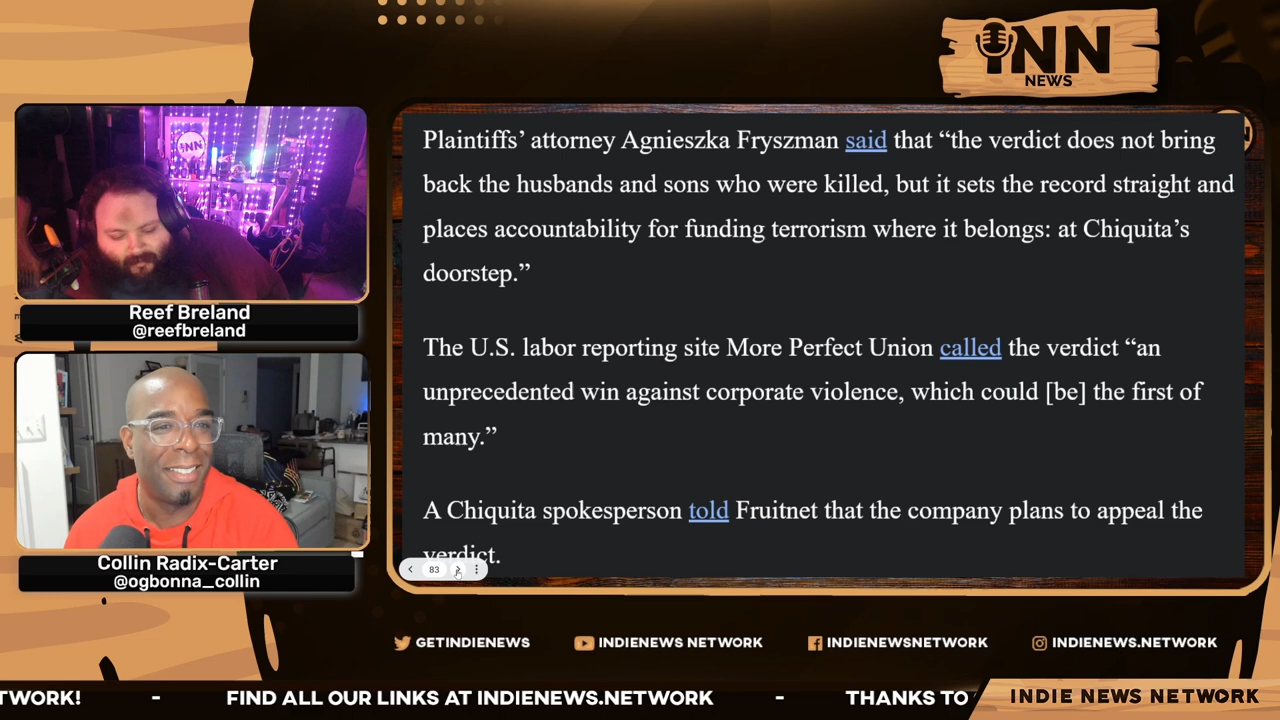 iNN
NEWS
iNN
Plaintiffs’ attorney Agnieszka Fryszman said that “the verdict does not bring
back the husbands and sons who were killed, but it sets the record straight and
places accountability for funding terrorism where it belongs: at Chiquita’s
doorstep.”
The U.S. labor reporting site More Perfect Union called the verdict “an
unprecedented win against corporate violence, which could [be] the first of
many.”
A Chiquita spokesperson told Fruitnet that the company plans to appeal the
verdict.
83
Reef Breland
@reefbreland
Collin Radix-Carter
@ogbonna_collin
GETINDIENEWS
INDIENEWS NETWORK
INDIENEWSNETWORK
INDIENEWS.NETWORK
TWORK! - FIND ALL OUR LINKS AT INDIENEWS.NETWORK - THANKS TO
INDIE NEWS NETWORK